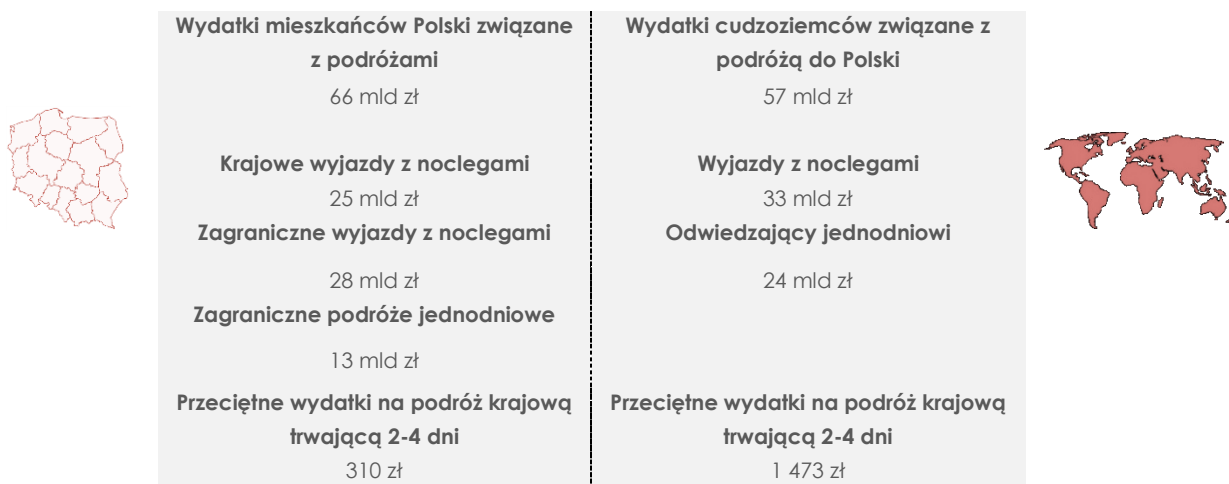 Wydatki mieszkańców Polski związane
z podróżami
66 mld zł
Krajowe wyjazdy z noclegami
25 mld zł
Zagraniczne wyjazdy z noclegami
28 mld zł
Zagraniczne podróże jednodniowe
13 mld zł
Przeciętne wydatki na podróż krajową
trwającą 2-4 dni
310 zł
Wydatki cudzoziemców związane z
podróżą do Polski
57 mld zł
Wyjazdy z noclegami
33 mld zł
Odwiedzający jednodniowi
24 mld zł
Przeciętne wydatki na podróż krajową
trwającą 2-4 dni
1 473 zł